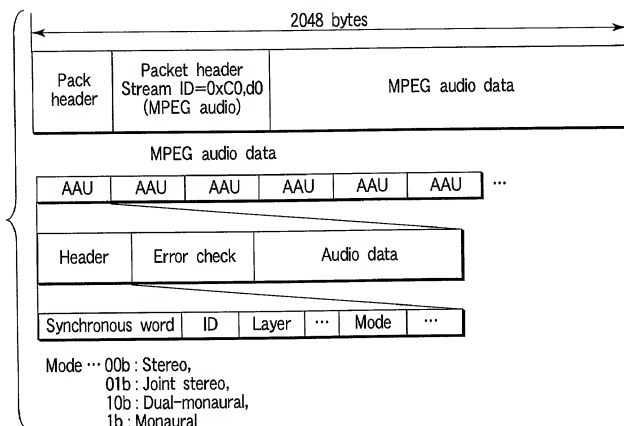 2048 bytes
Pack header
Packet header
Stream ID=0xC0,d0
(MPEG audio)
MPEG audio data
MPEG audio data
AAU AAU AAU AAU AAU AAU ...
Header Error check Audio data
Synchronous word ID Layer ... Mode ...
Mode ... 00b : Stereo,
01b : Joint stereo,
10b : Dual-monaural,
1b : Monaural